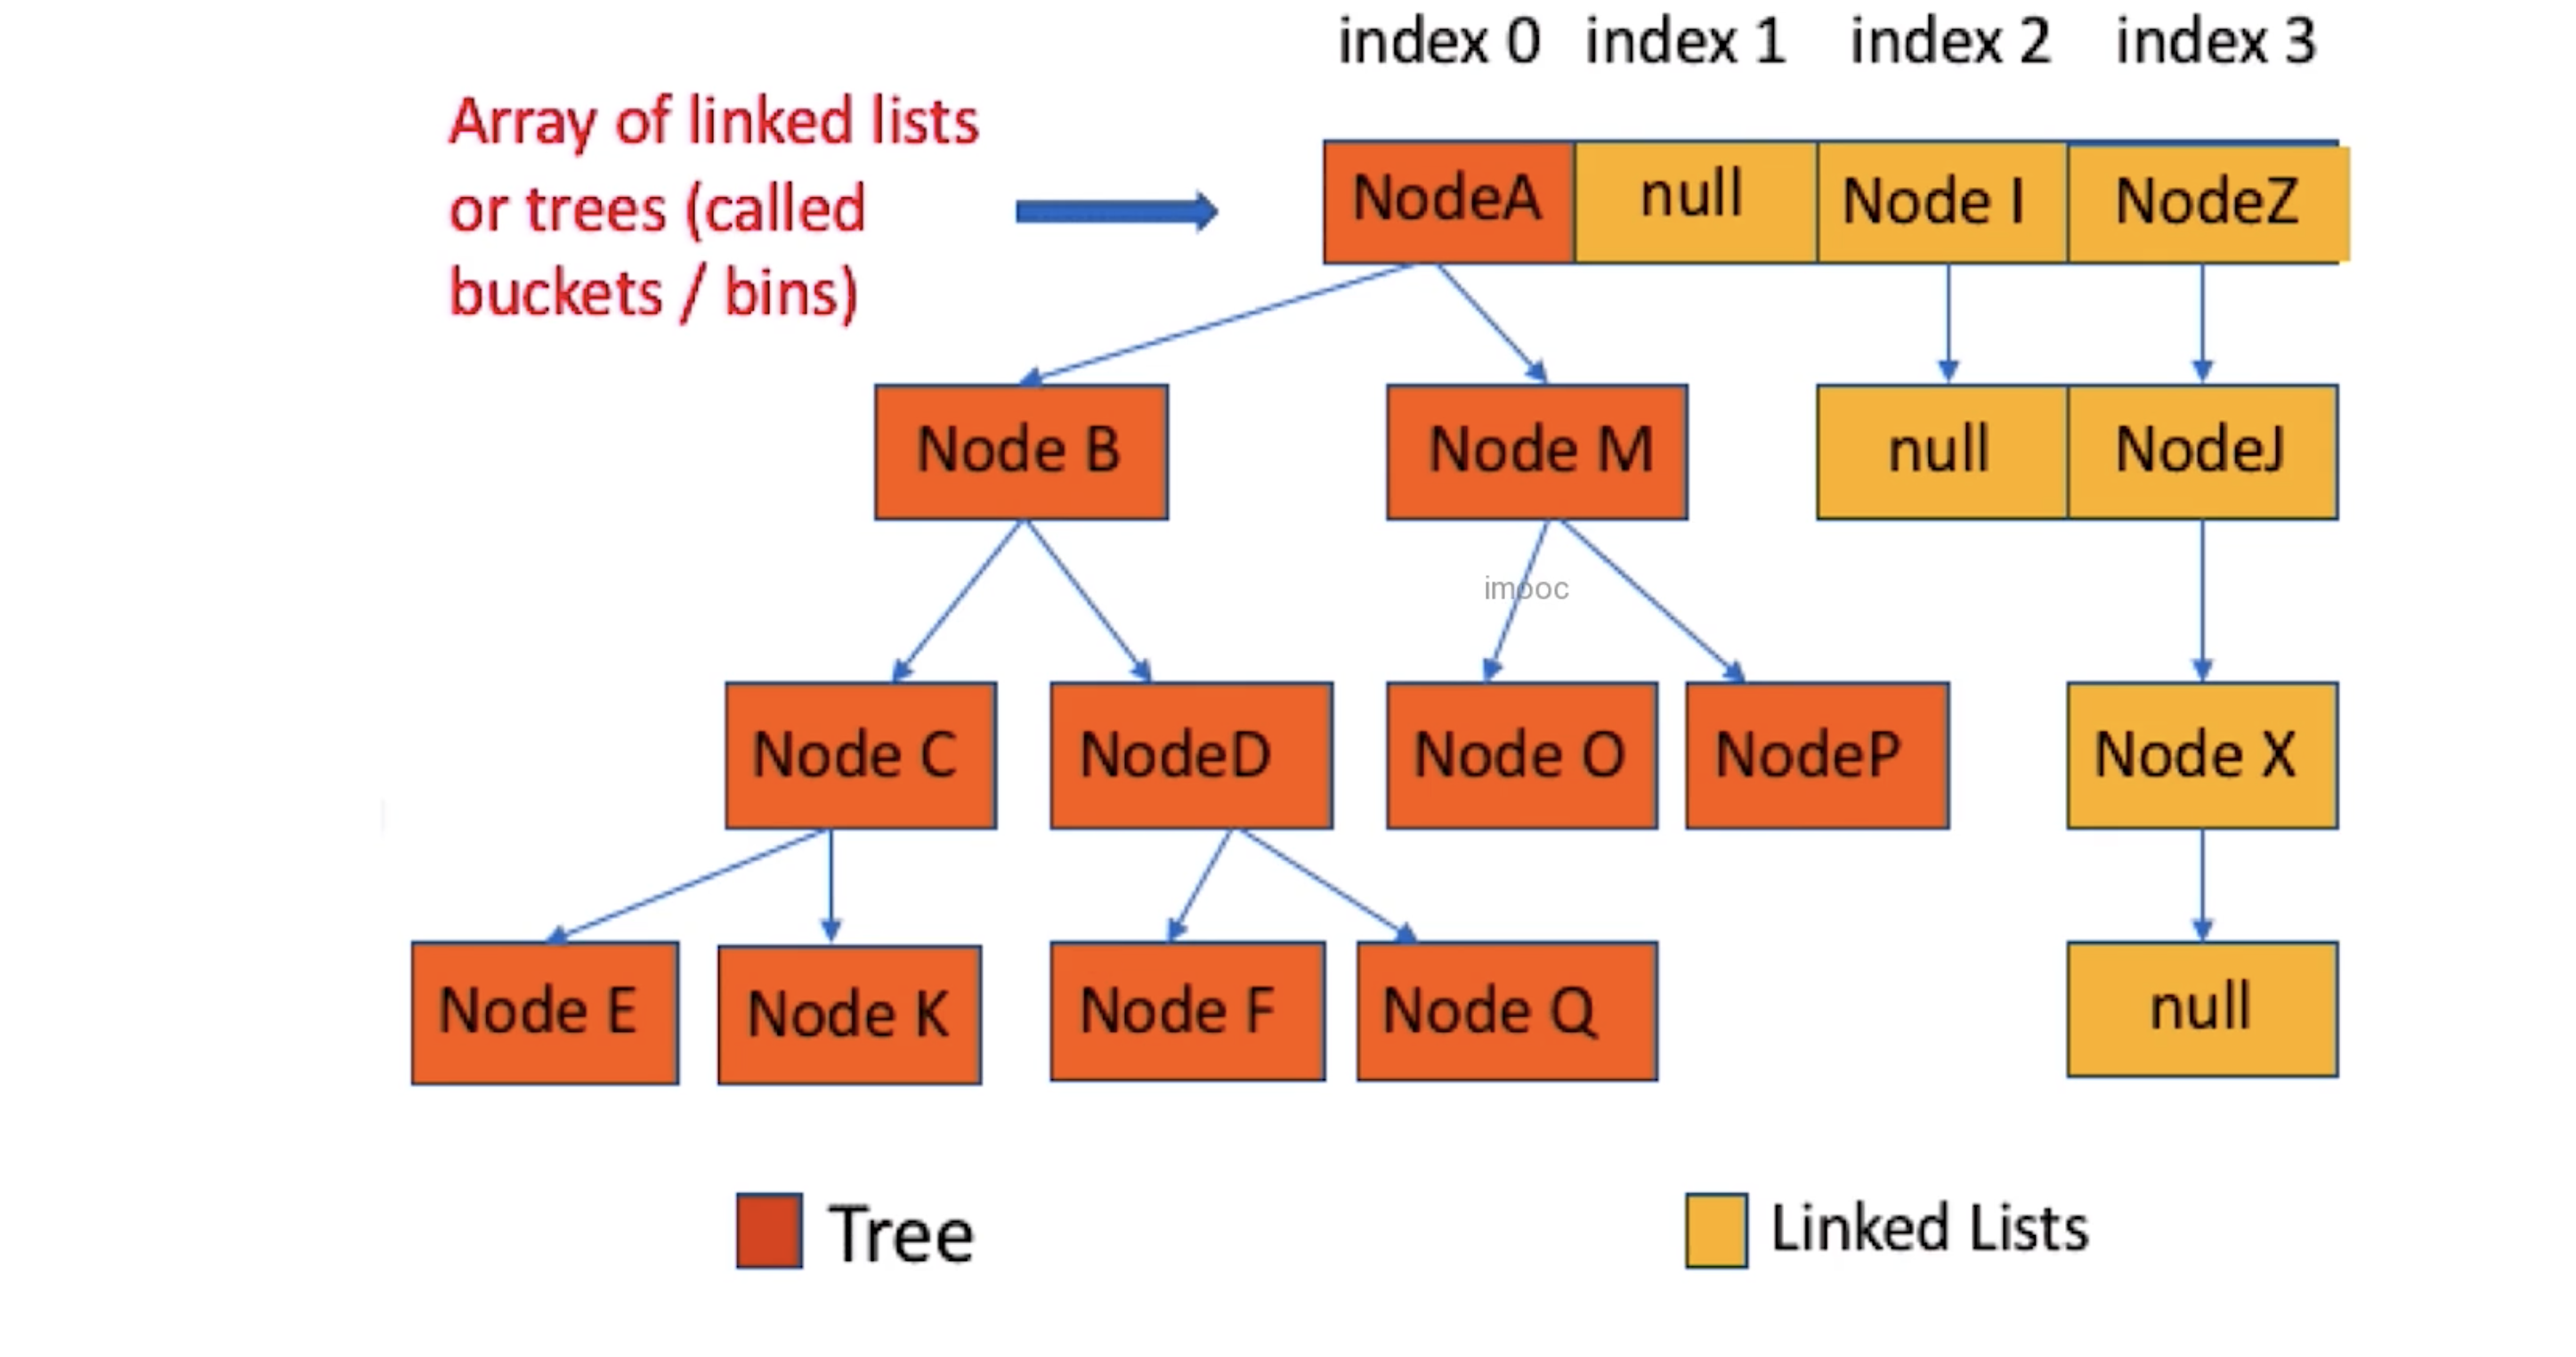 index 0 index 1 index 2 index 3
Array of linked lists
or trees (called
buckets / bins)
NodeA null Node I NodeZ
Node B Node M null NodeJ
imooc
Node C NodeD Node O NodeP Node X
Node E Node K Node F Node Q null
Tree Linked Lists